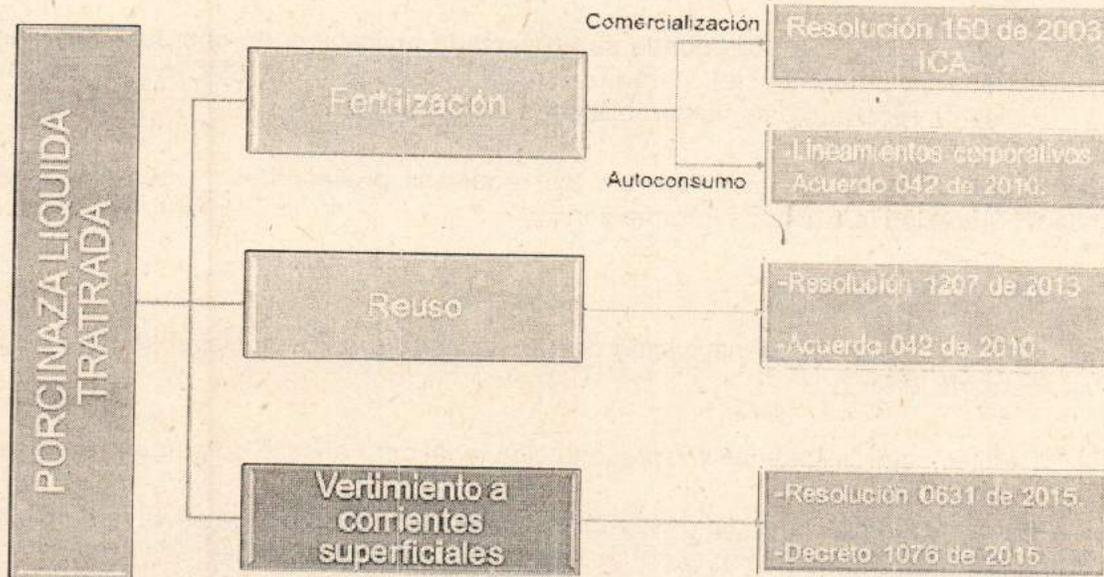 PORCINAZA LIQUIDA
TRATRADA
Fertilización
Comercialización
Resolución 150 de 2003
ICA
Autoconsumo
-Lineamientos corporativos
-Acuerdo 042 de 2010.
Reuso
-Resolución 1207 de 2013
-Acuerdo 042 de 2010
Vertimiento a
corrientes
superficiales
-Resolución 0631 de 2015.
-Decreto 1076 de 2015